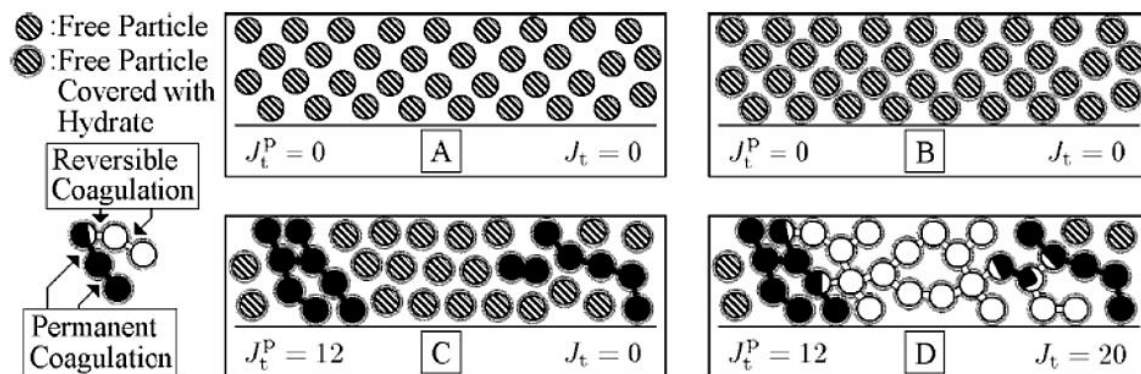 :Free Particle
:Free Particle
Covered with
Hydrate
Reversible
Coagulation
Permanent
Coagulation
J_t^P = 0 A J_t = 0
J_t^P = 0 B J_t = 0
J_t^P = 12 C J_t = 0
J_t^P = 12 D J_t = 20